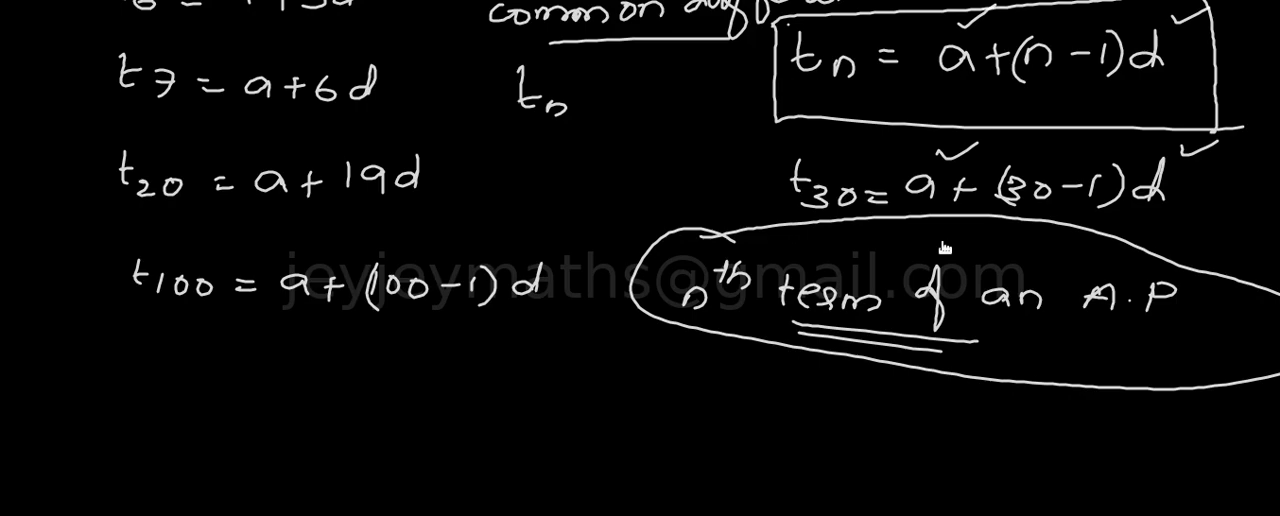 common
tn = a+(n-1)d
t7 = a+6d
tn
t20 = a+19d
t30 = a+(30-1)d
t100 = a+(100-1)d
nth term of an A.P
jeyjoymaths@gmail.com